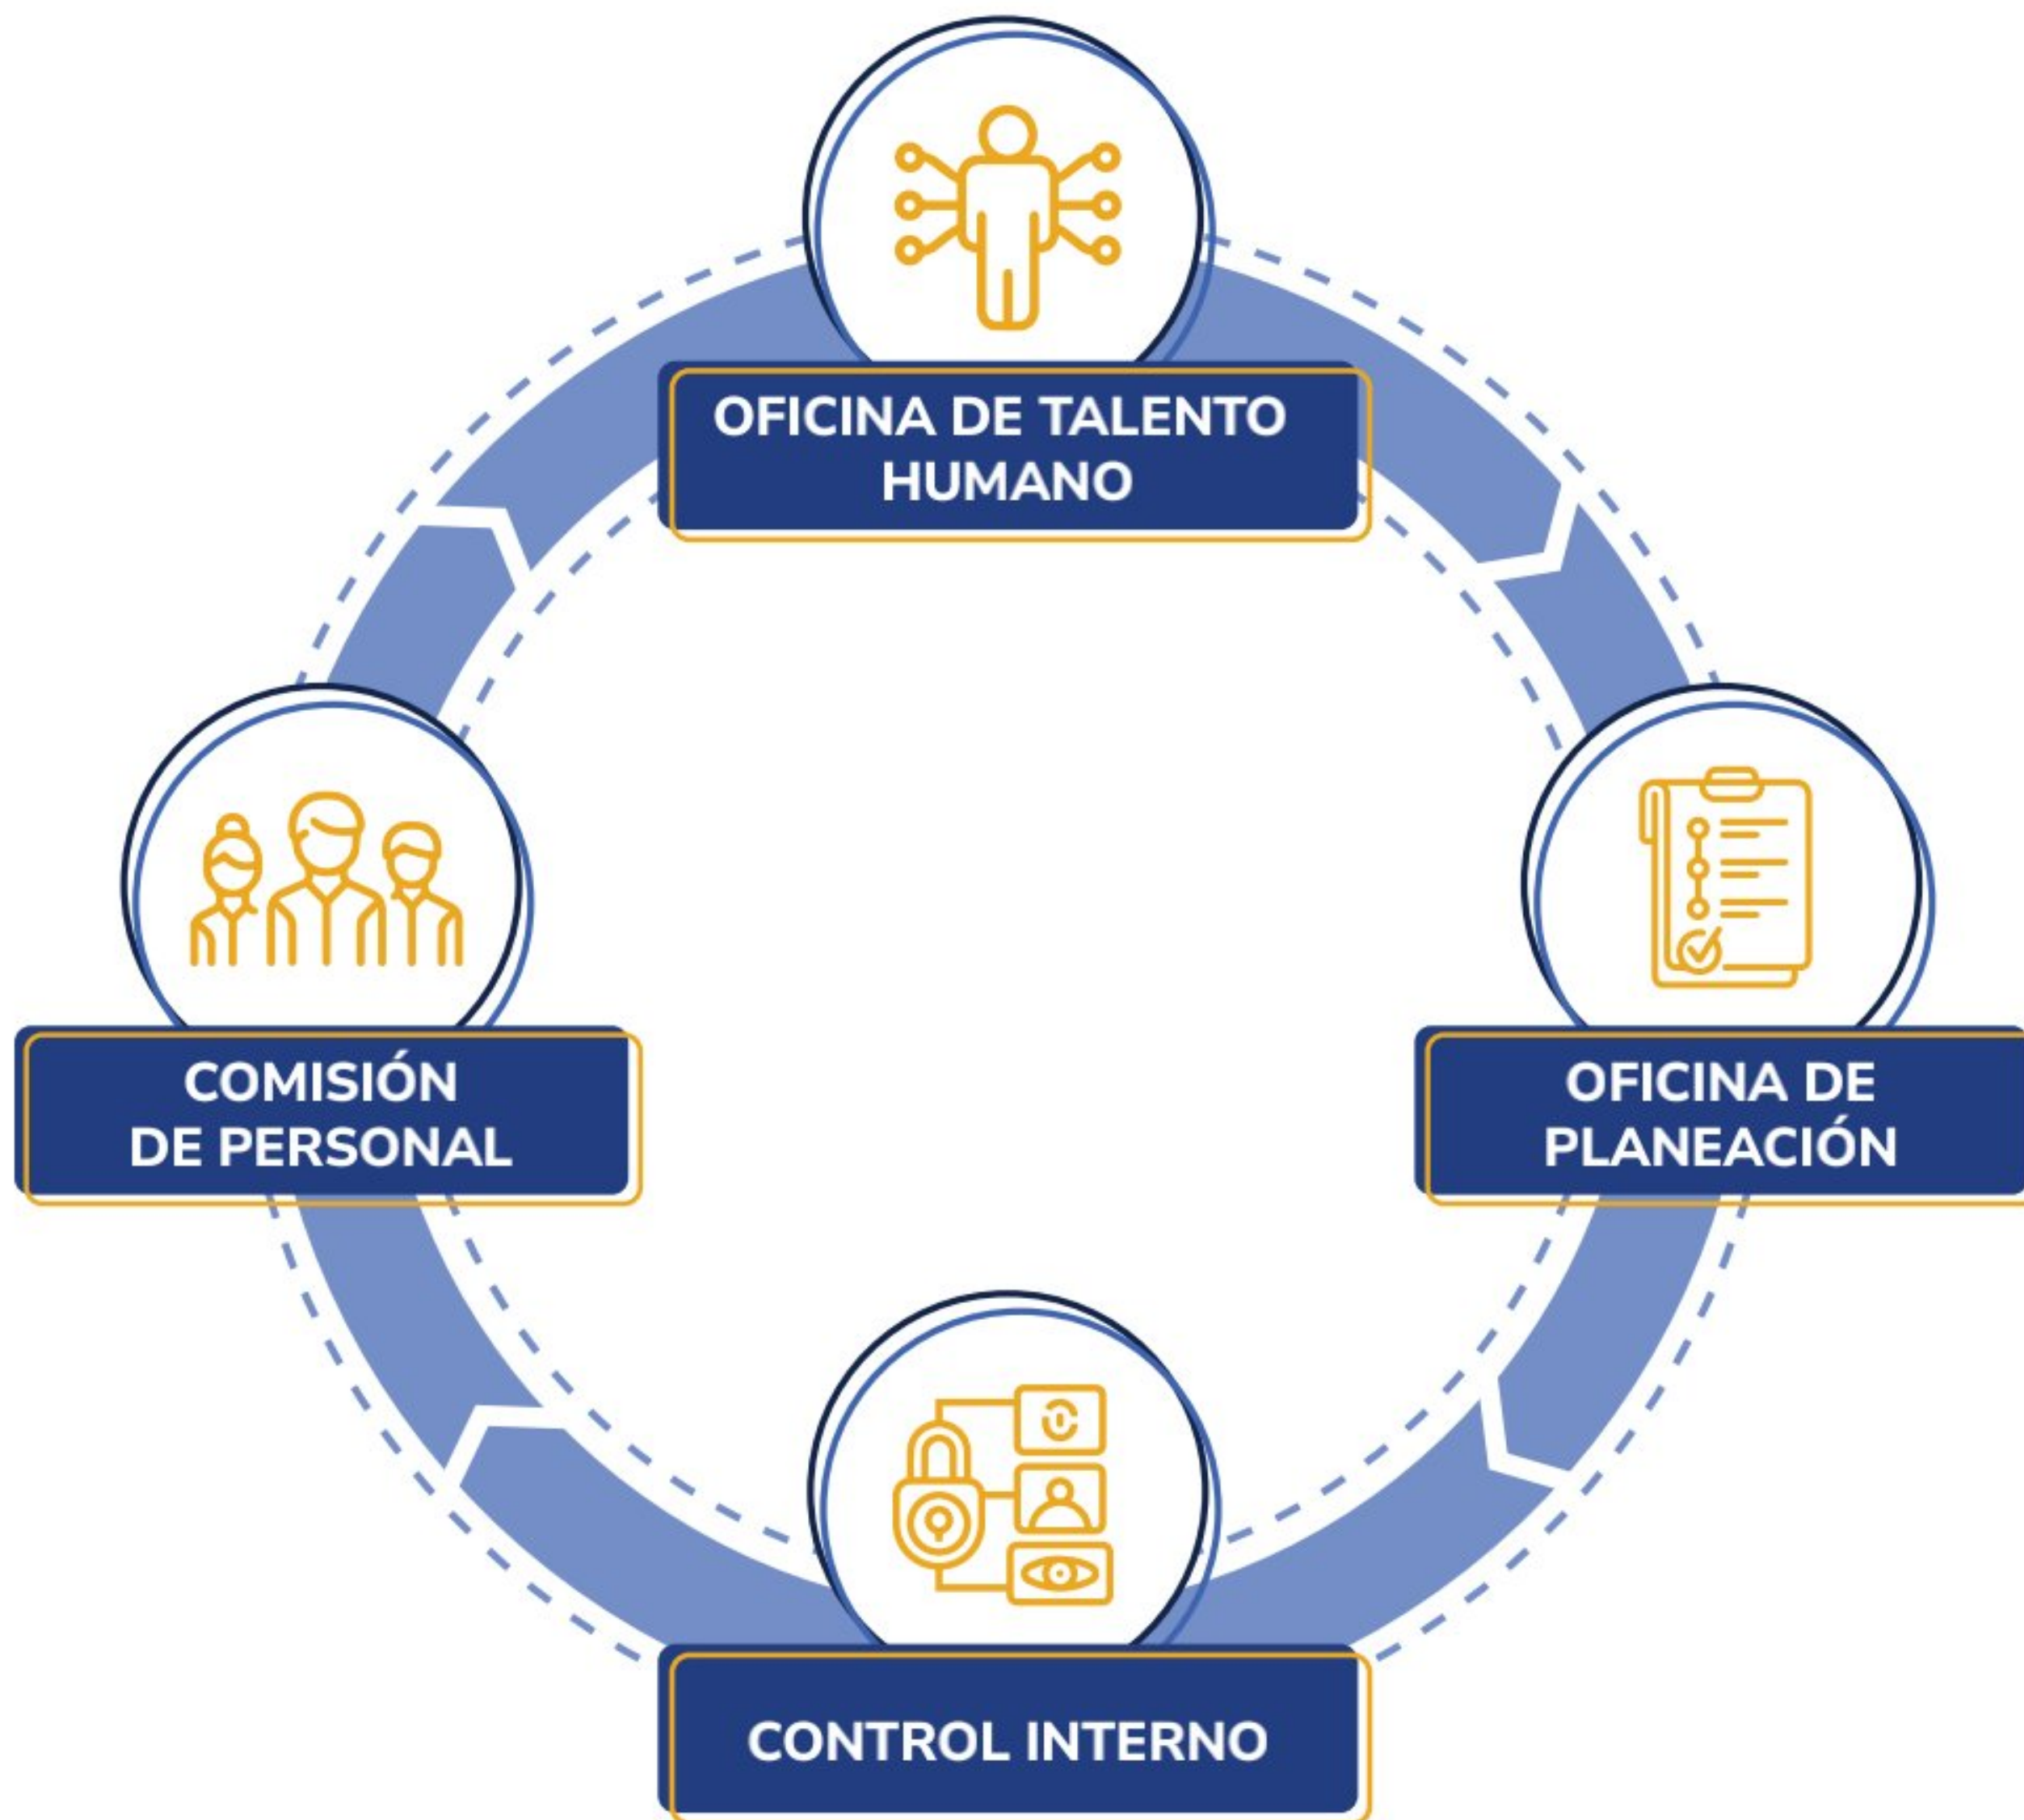 OFICINA DE TALENTO
HUMANO
COMISIÓN
DE PERSONAL
OFICINA DE
PLANEACIÓN
CONTROL INTERNO